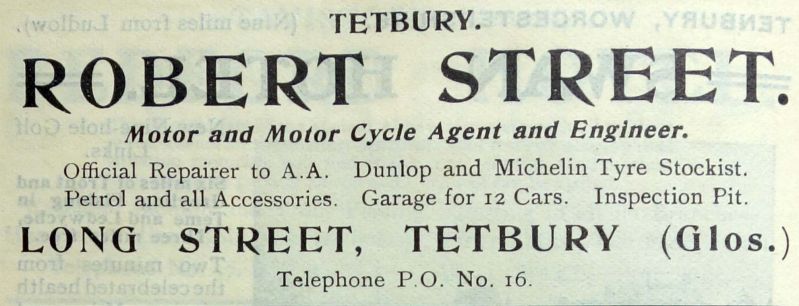 TETBURY.
ROBERT STREET.
Motor and Motor Cycle Agent and Engineer.
Official Repairer to A.A. Dunlop and Michelin Tyre Stockist.
Petrol and all Accessories. Garage for 12 Cars. Inspection Pit.
LONG STREET, TETBURY (Glos.)
Telephone P.O. No. 16.